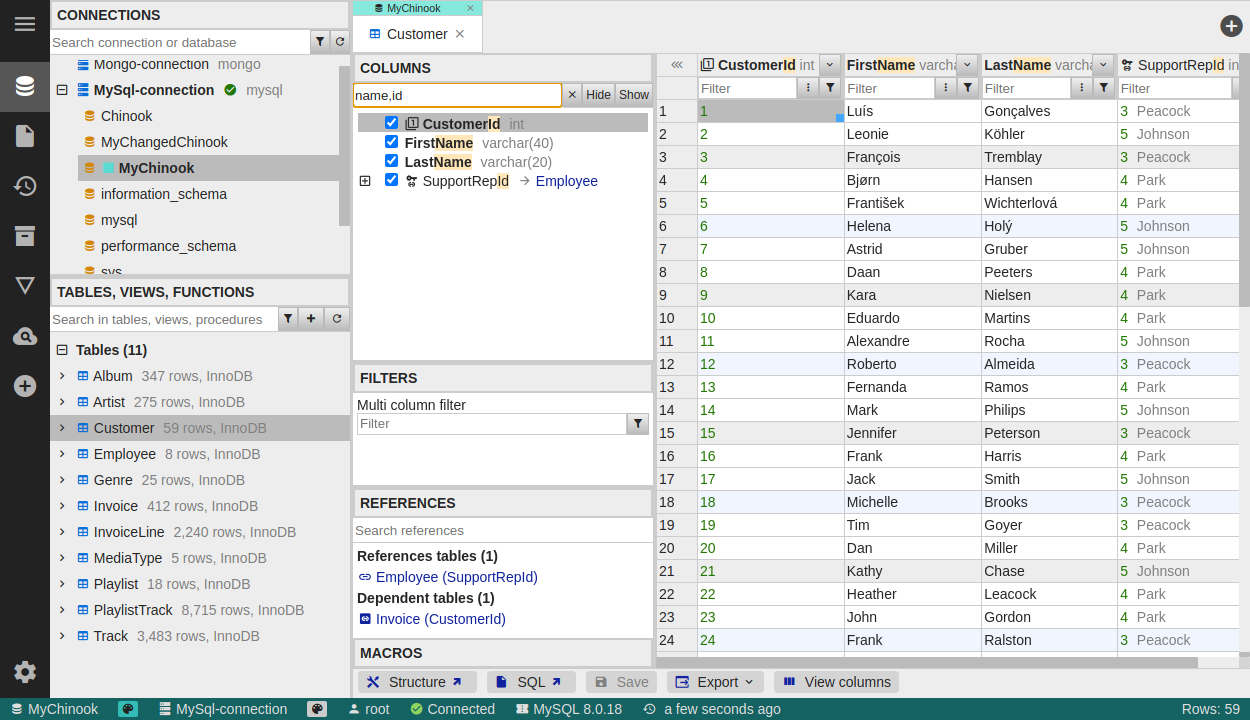 CONNECTIONS
Search connection or database
Mongo-connection mongo
MySql-connection mysql
Chinook
MyChangedChinook
MyChinook
information_schema
mysql
performance_schema
sys
TABLES, VIEWS, FUNCTIONS
Search in tables, views, procedures
Tables (11)
Album 347 rows, InnoDB
Artist 275 rows, InnoDB
Customer 59 rows, InnoDB
Employee 8 rows, InnoDB
Genre 25 rows, InnoDB
Invoice 412 rows, InnoDB
InvoiceLine 2,240 rows, InnoDB
MediaType 5 rows, InnoDB
Playlist 18 rows, InnoDB
PlaylistTrack 8,715 rows, InnoDB
Track 3,483 rows, InnoDB
MyChinook
Customer
COLUMNS
name,id Hide Show
CustomerId int
FirstName varchar(40)
LastName varchar(20)
SupportRepId Employee
FILTERS
Multi column filter
Filter
REFERENCES
Search references
References tables (1)
Employee (SupportRepId)
Dependent tables (1)
Invoice (CustomerId)
MACROS
CustomerId int FirstName varcha LastName varcha SupportRepId in
Filter Filter Filter Filter
1 1 Luís Gonçalves 3 Peacock
2 2 Leonie Köhler 5 Johnson
3 3 François Tremblay 3 Peacock
4 4 Bjørn Hansen 4 Park
5 5 František Wichterlová 4 Park
6 6 Helena Holý 5 Johnson
7 7 Astrid Gruber 5 Johnson
8 8 Daan Peeters 4 Park
9 9 Kara Nielsen 4 Park
10 10 Eduardo Martins 4 Park
11 11 Alexandre Rocha 5 Johnson
12 12 Roberto Almeida 3 Peacock
13 13 Fernanda Ramos 4 Park
14 14 Mark Philips 5 Johnson
15 15 Jennifer Peterson 3 Peacock
16 16 Frank Harris 4 Park
17 17 Jack Smith 5 Johnson
18 18 Michelle Brooks 3 Peacock
19 19 Tim Goyer 3 Peacock
20 20 Dan Miller 4 Park
21 21 Kathy Chase 5 Johnson
22 22 Heather Leacock 4 Park
23 23 John Gordon 4 Park
24 24 Frank Ralston 3 Peacock
Structure SQL Save Export View columns
MyChinook MySql-connection root Connected MySQL 8.0.18 a few seconds ago Rows: 59